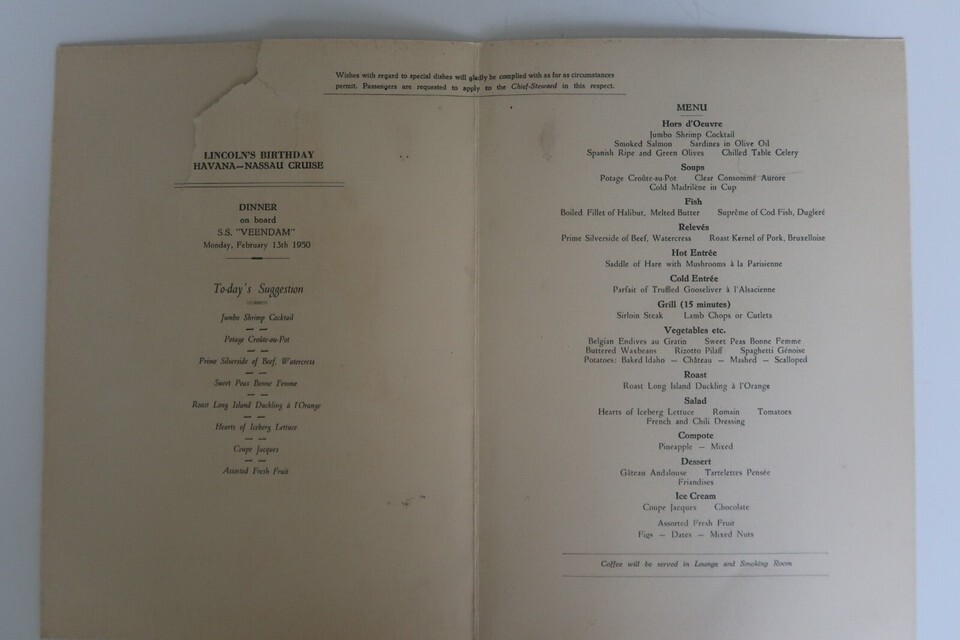 Wishes with regard to special dishes will gladly be complied with as far as circumstances
permit. Passengers are requested to apply to the Chief-Steward in this respect.
LINCOLN'S BIRTHDAY
HAVANA—NASSAU CRUISE
DINNER
on board
S.S. "VEENDAM"
Monday, February 13th 1950
To-day's Suggestion
Jumbo Shrimp Cocktail
Potage Croûte-au-Pot
Prime Silverside of Beef, Watercress
Sweet Peas Bonne Femme
Roast Long Island Duckling à l'Orange
Hearts of Iceberg Lettuce
Coupe Jacques
Assorted Fresh Fruit
MENU
Hors d'Oeuvre
Jumbo Shrimp Cocktail
Smoked Salmon Sardines in Olive Oil
Spanish Ripe and Green Olives Chilled Table Celery
Soups
Potage Croûte-au-Pot Clear Consommé Aurore
Cold Madrilène in Cup
Fish
Boiled Fillet of Halibut, Melted Butter Suprême of Cod Fish, Dugleré
Relevés
Prime Silverside of Beef, Watercress Roast Kernel of Pork, Bruxelloise
Hot Entrée
Saddle of Hare with Mushrooms à la Parisienne
Cold Entrée
Parfait of Truffled Gooseliver à l'Alsacienne
Grill (15 minutes)
Sirloin Steak Lamb Chops or Cutlets
Vegetables etc.
Belgian Endives au Gratin Sweet Peas Bonne Femme
Buttered Waxbeans Rizotto Pilaff Spaghetti Génoise
Potatoes: Baked Idaho — Château — Mashed — Scalloped
Roast
Roast Long Island Duckling à l'Orange
Salad
Hearts of Iceberg Lettuce Romain Tomatoes
French and Chili Dressing
Compote
Pineapple — Mixed
Dessert
Gâteau Andalouse Tartelettes Pensée
Friandises
Ice Cream
Coupe Jacques Chocolate
Assorted Fresh Fruit
Figs — Dates — Mixed Nuts
Coffee will be served in Lounge and Smoking Room